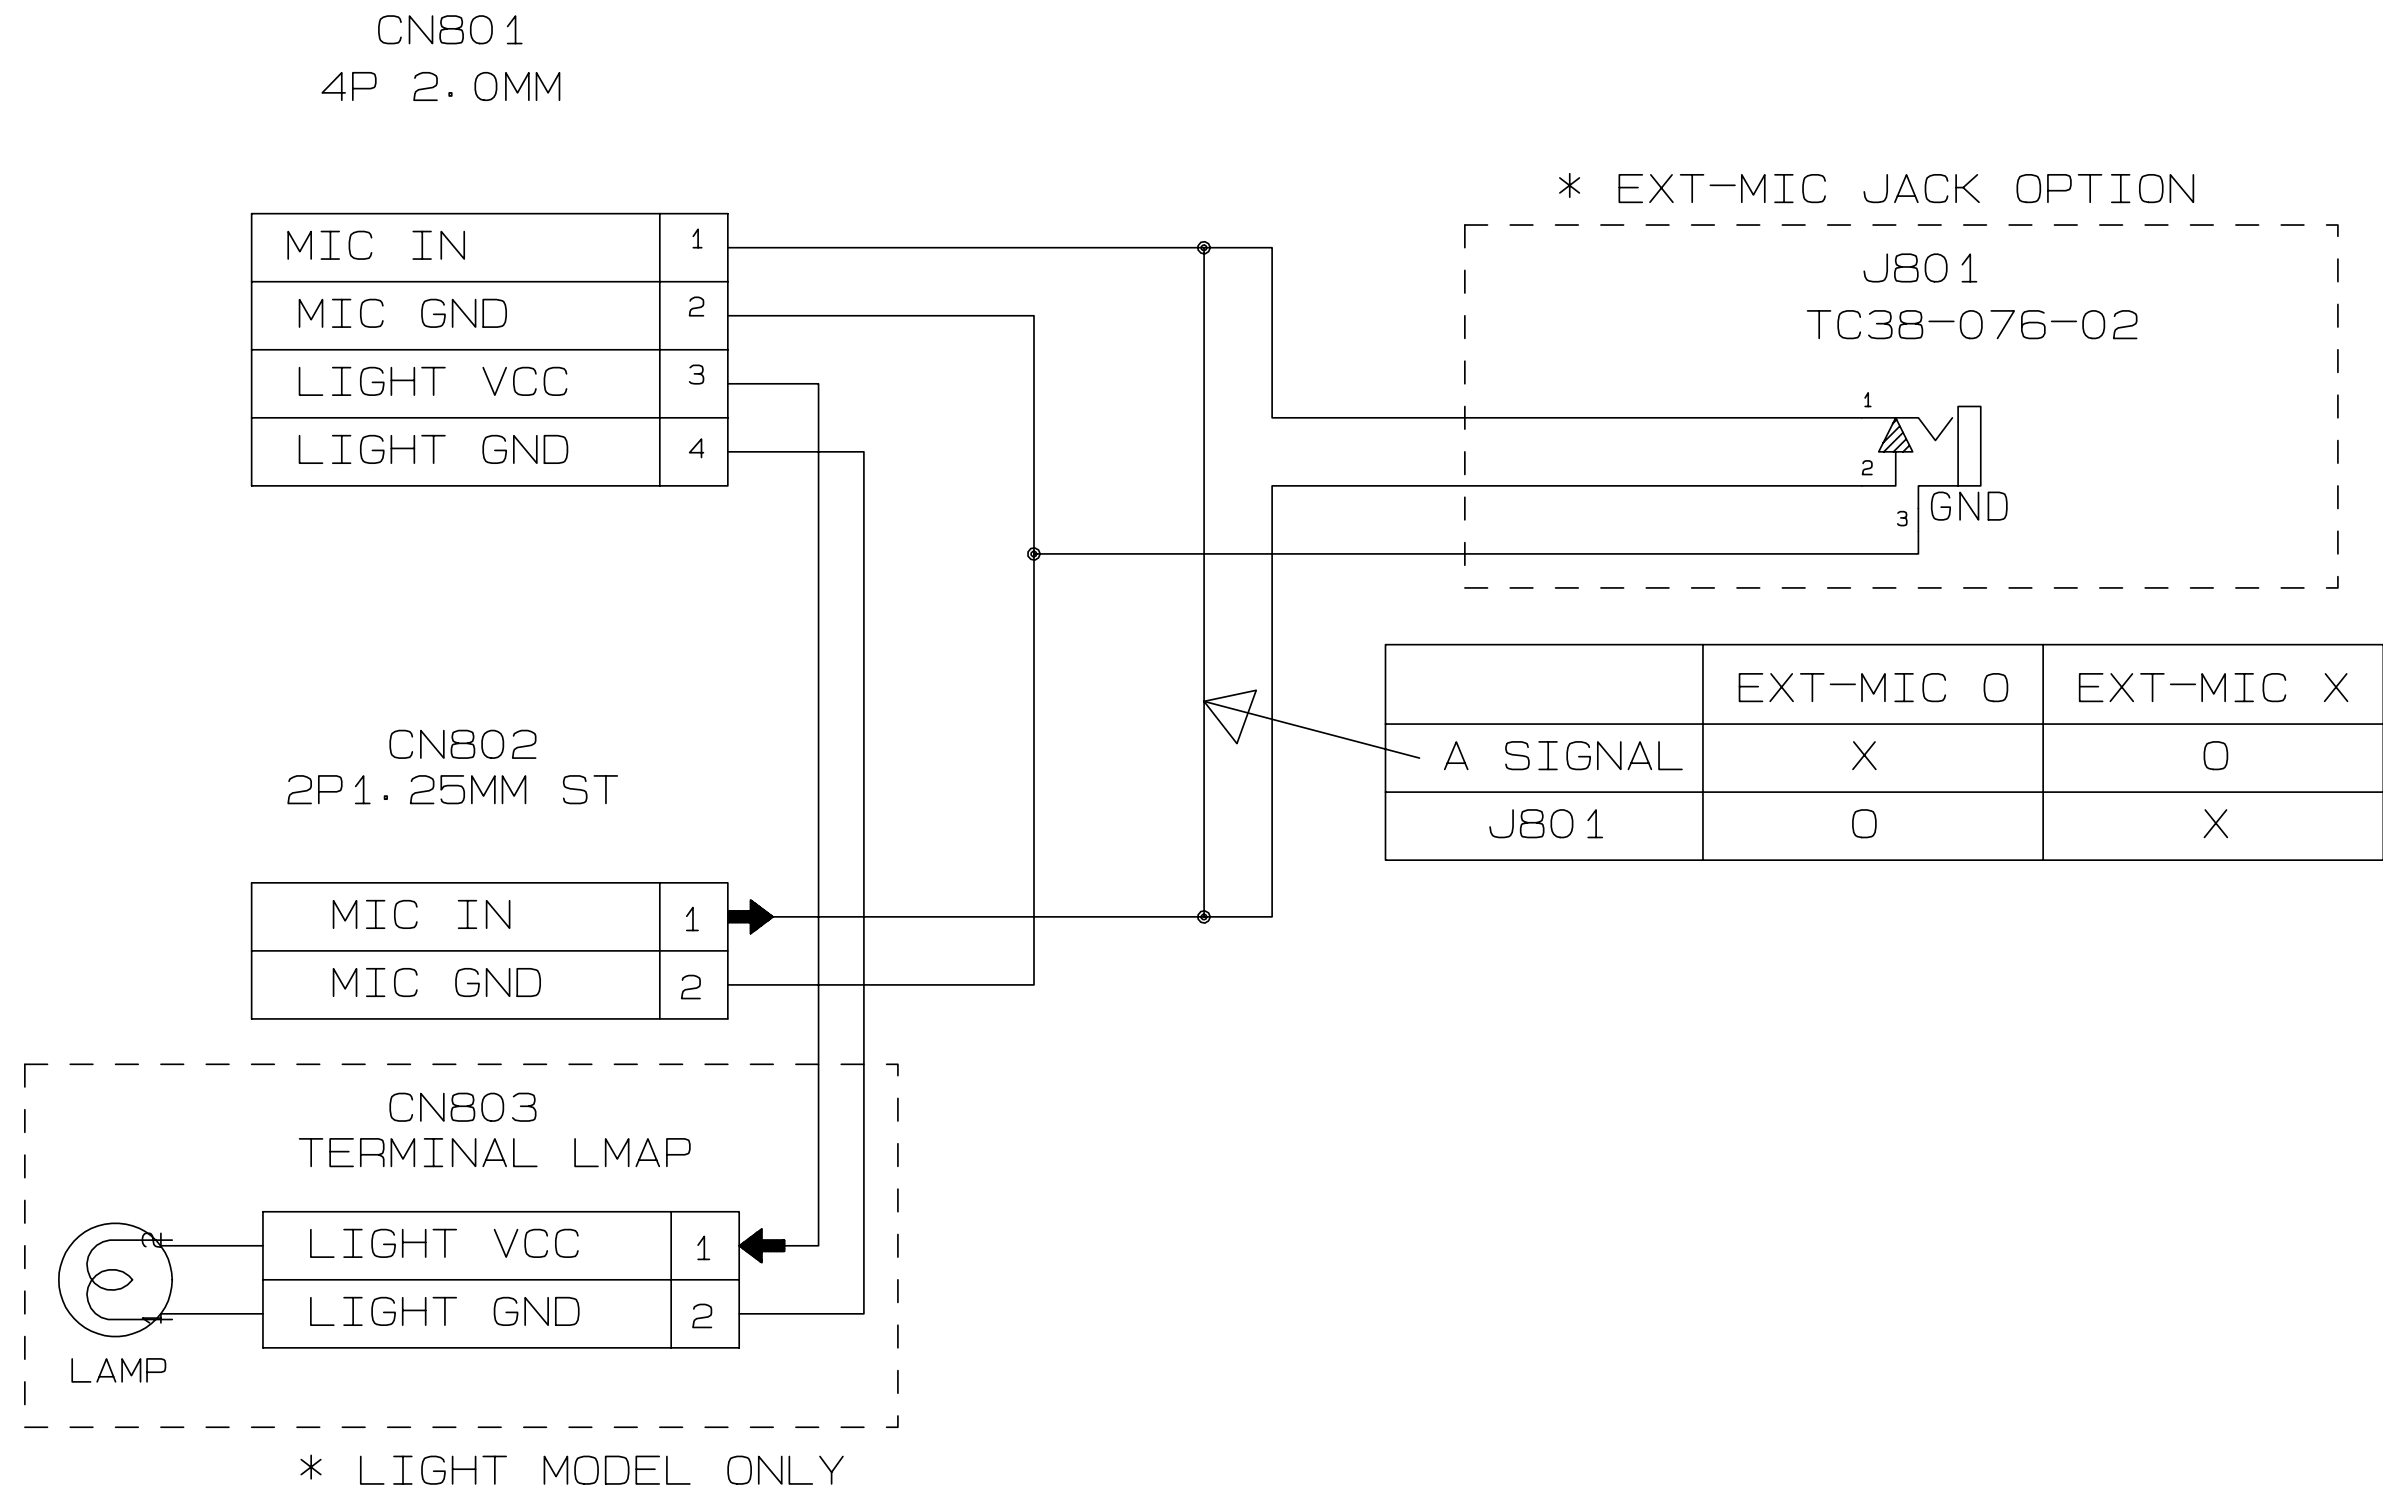 CN801
4P 2.0MM
MIC IN 1
MIC GND 2
LIGHT VCC 3
LIGHT GND 4
* EXT-MIC JACK OPTION
J801
TC38-076-02
1
2
3 GND
EXT-MIC O EXT-MIC X
A SIGNAL X O
J801 O X
CN802
2P1.25MM ST
MIC IN 1
MIC GND 2
CN803
TERMINAL LMAP
2
LIGHT VCC 1
1
LIGHT GND 2
LAMP
* LIGHT MODEL ONLY